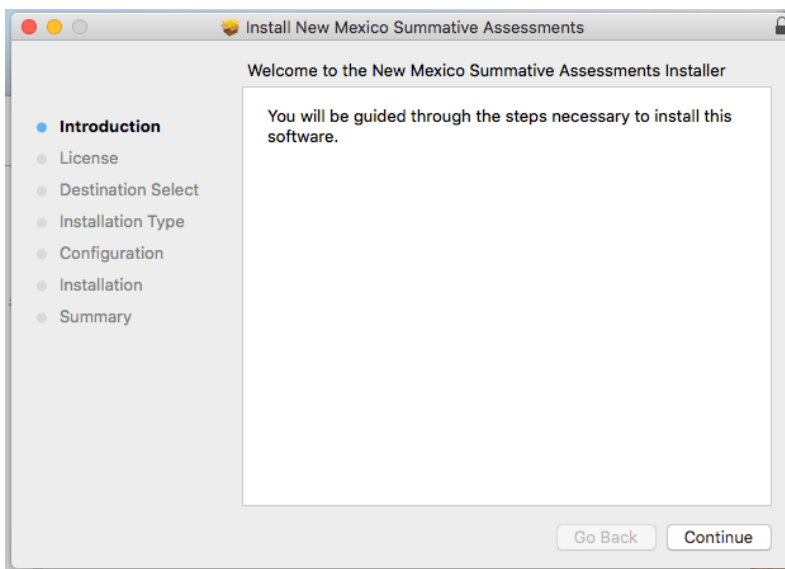 Install New Mexico Summative Assessments
Welcome to the New Mexico Summative Assessments Installer
Introduction
License
Destination Select
Installation Type
Configuration
Installation
Summary
You will be guided through the steps necessary to install this
software.
Go Back
Continue